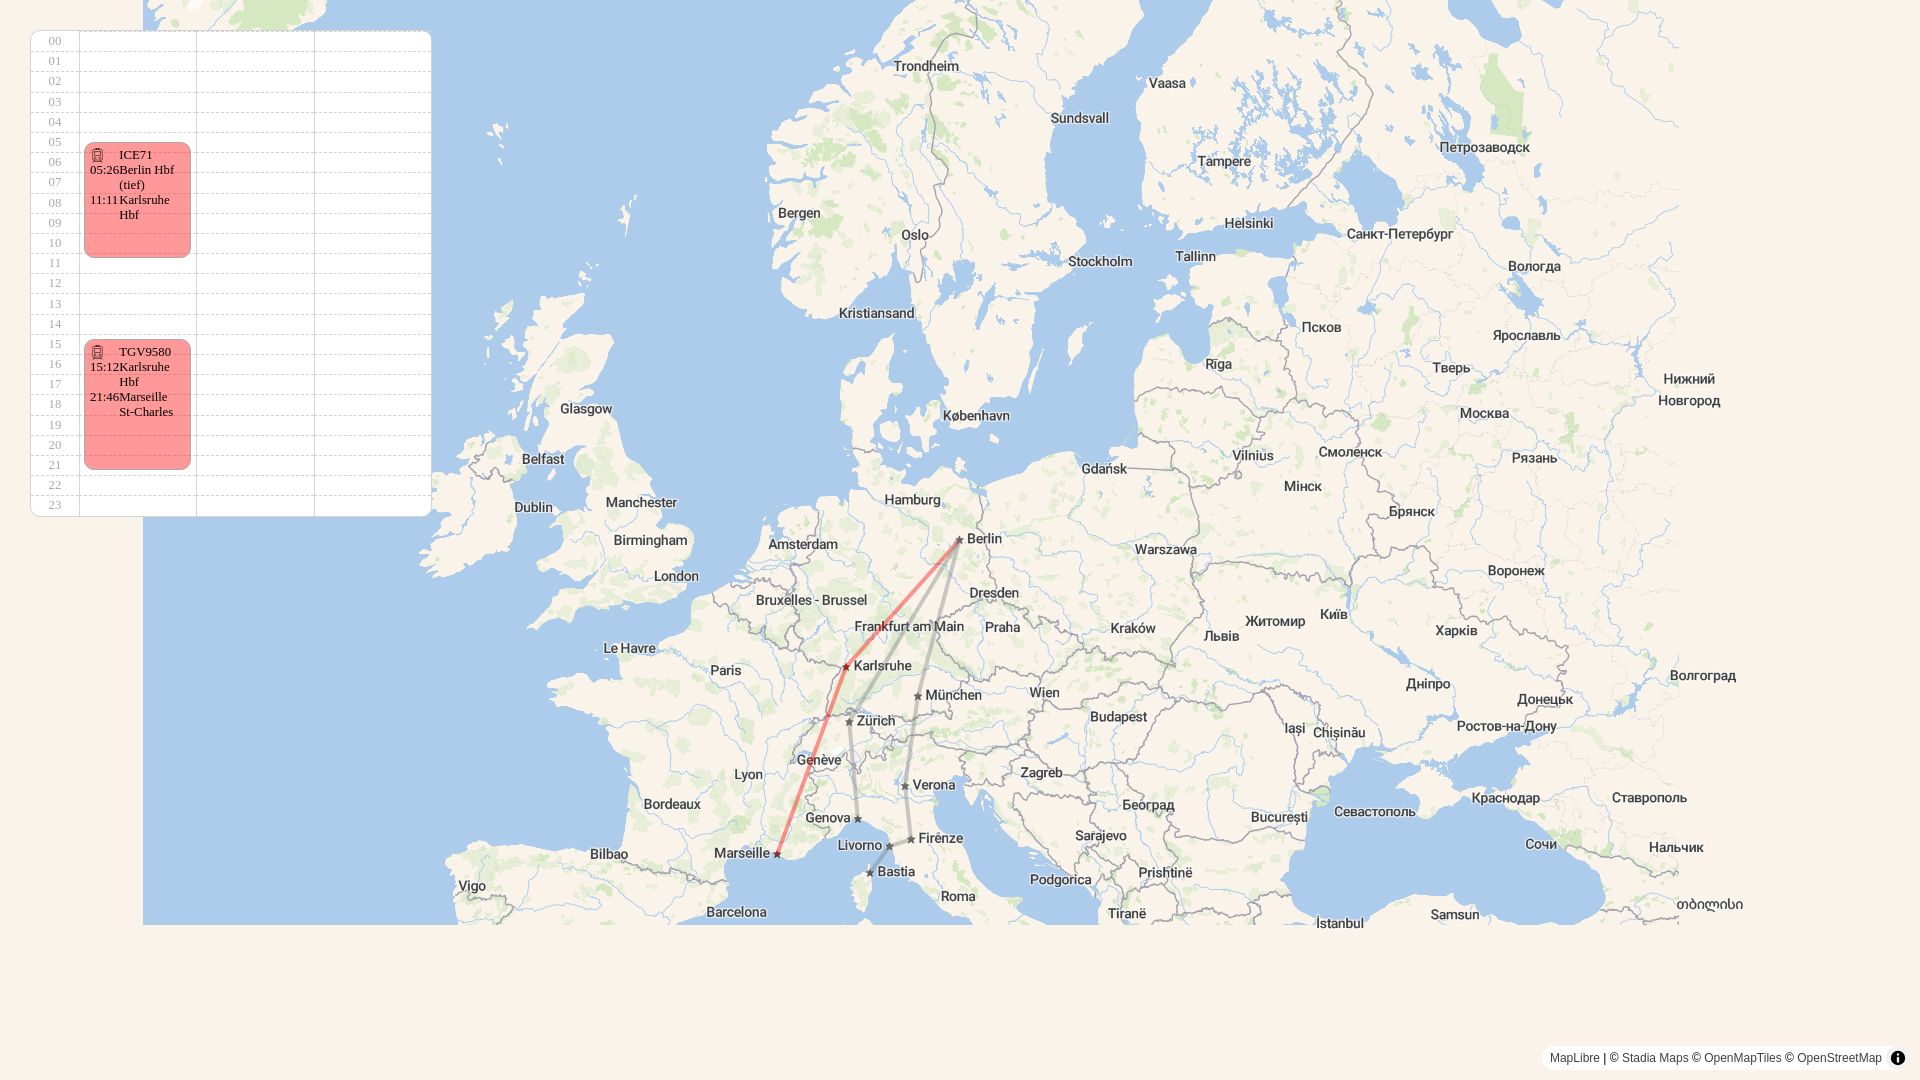 00
01
02
03
04
05
06
07
08
09
10
11
12
13
14
15
16
17
18
19
20
21
22
23
ICE71
05:26 Berlin Hbf
(tief)
11:11 Karlsruhe
Hbf
TGV9580
15:12 Karlsruhe
Hbf
21:46 Marseille
St-Charles
Trondheim
Vaasa
Sundsvall
Петрозаводск
Tampere
Bergen
Helsinki
Oslo
Санкт-Петербург
Tallinn
Stockholm
Вологда
Kristiansand
Псков
Ярославль
Rīga
Тверь
Нижний
Новгород
Glasgow
København
Москва
Смоленск
Vilnius
Рязань
Belfast
Gdańsk
Мінск
Hamburg
Manchester
Dublin
Брянск
Berlin
Birmingham
Amsterdam
Warszawa
Воронеж
London
Dresden
Bruxelles - Brussel
Київ
Житомир
Frankfurt am Main
Praha
Kraków
Харків
Львів
Le Havre
Karlsruhe
Paris
Волгоград
Дніпро
Wien
München
Донецьк
Budapest
Zürich
Ростов-на-Дону
Iași
Chișinău
Genève
Zagreb
Lyon
Verona
Краснодар
Ставрополь
Bordeaux
Београд
Севастополь
Genova
București
Sarajevo
Firenze
Livorno
Сочи
Нальчик
Marseille
Bilbao
Bastia
Prishtinë
Podgorica
Vigo
Roma
თბილისი
Barcelona
Tiranë
Samsun
İstanbul
MapLibre | © Stadia Maps © OpenMapTiles © OpenStreetMap